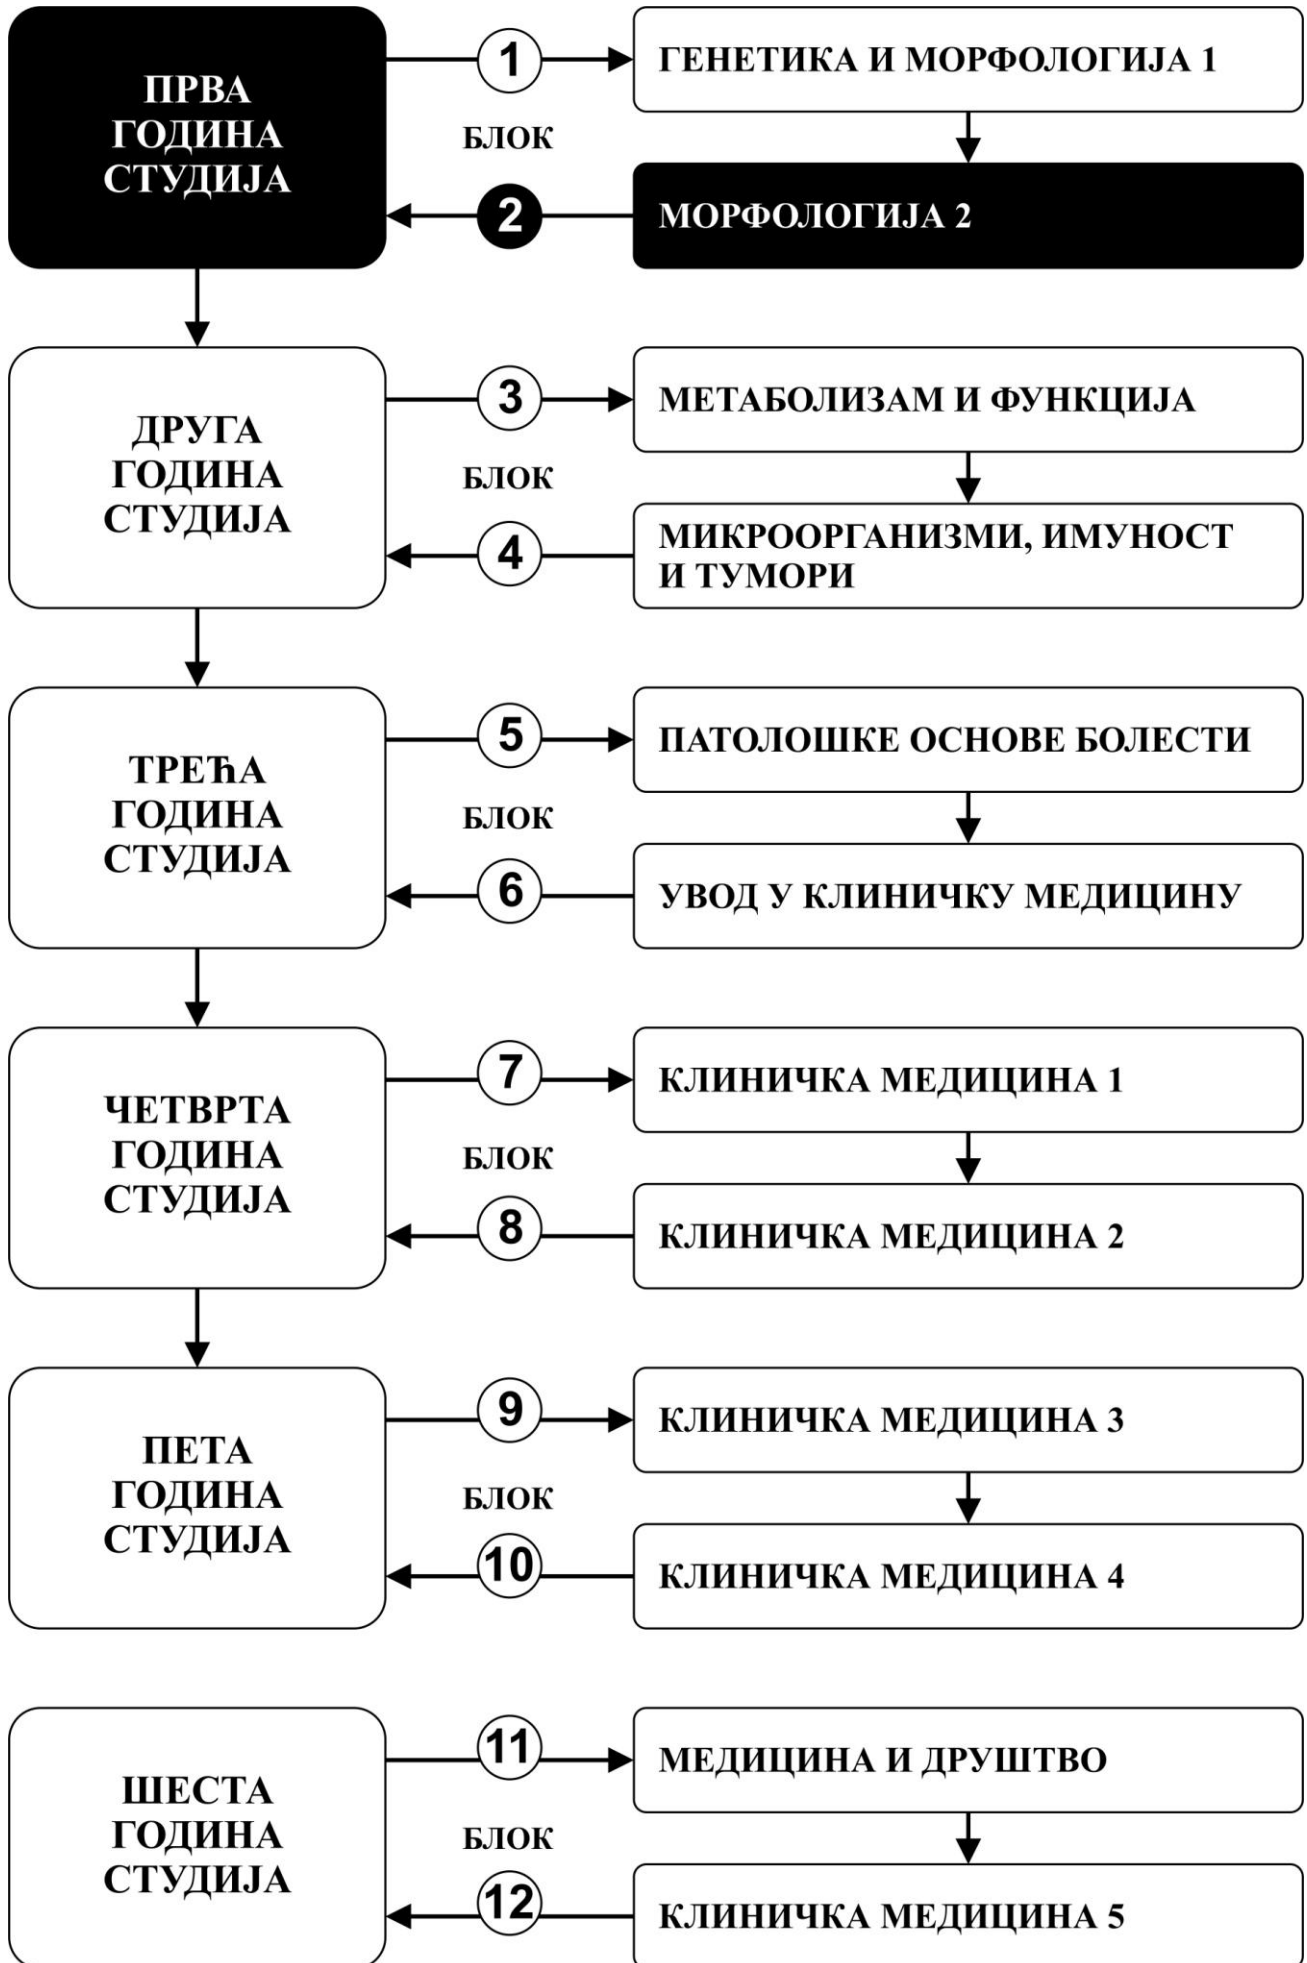 ПРВА
ГОДИНА
СТУДИЈА
1
ГЕНЕТИКА И МОРФОЛОГИЈА 1
БЛОК
2
МОРФОЛОГИЈА 2
ДРУГА
ГОДИНА
СТУДИЈА
3
МЕТАБОЛИЗАМ И ФУНКЦИЈА
БЛОК
4
МИКРООРГАНИЗМИ, ИМУНОСТ
И ТУМОРИ
ТРЕЋА
ГОДИНА
СТУДИЈА
5
ПАТОЛОШКЕ ОСНОВЕ БОЛЕСТИ
БЛОК
6
УВОД У КЛИНИЧКУ МЕДИЦИНУ
ЧЕТВРТА
ГОДИНА
СТУДИЈА
7
КЛИНИЧКА МЕДИЦИНА 1
БЛОК
8
КЛИНИЧКА МЕДИЦИНА 2
ПЕТА
ГОДИНА
СТУДИЈА
9
КЛИНИЧКА МЕДИЦИНА 3
БЛОК
10
КЛИНИЧКА МЕДИЦИНА 4
ШЕСТА
ГОДИНА
СТУДИЈА
11
МЕДИЦИНА И ДРУШТВО
БЛОК
12
КЛИНИЧКА МЕДИЦИНА 5